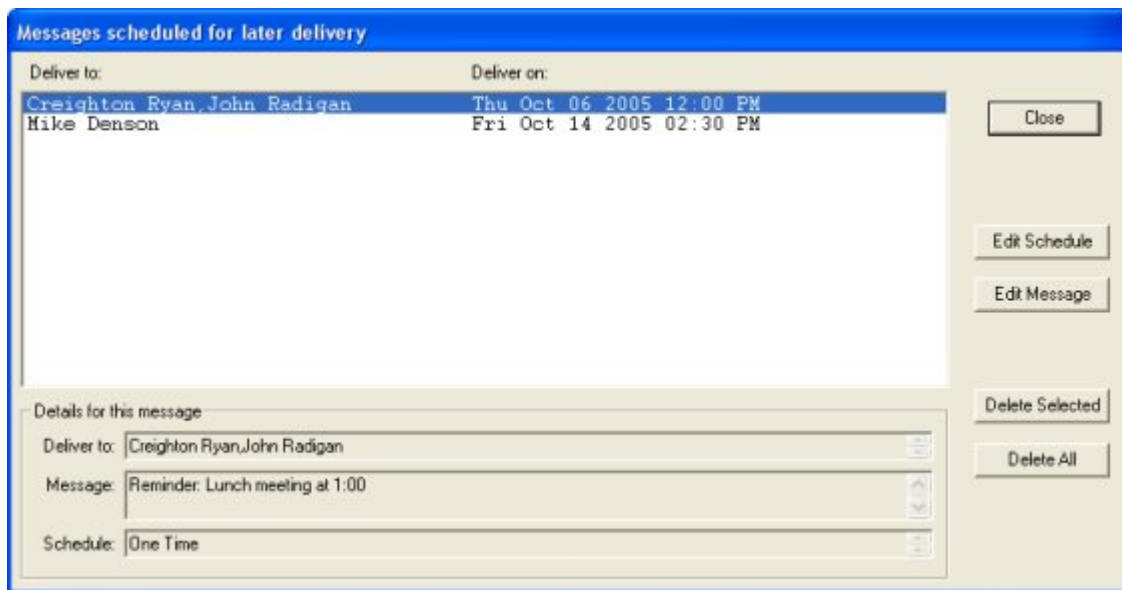 Messages scheduled for later delivery
Deliver to: Deliver on:
Creighton Ryan,John Radigan Thu Oct 06 2005 12:00 PM
Mike Denson Fri Oct 14 2005 02:30 PM
Close
Edit Schedule
Edit Message
Delete Selected
Delete All
Details for this message
Deliver to: Creighton Ryan,John Radigan
Message: Reminder: Lunch meeting at 1:00
Schedule: One Time